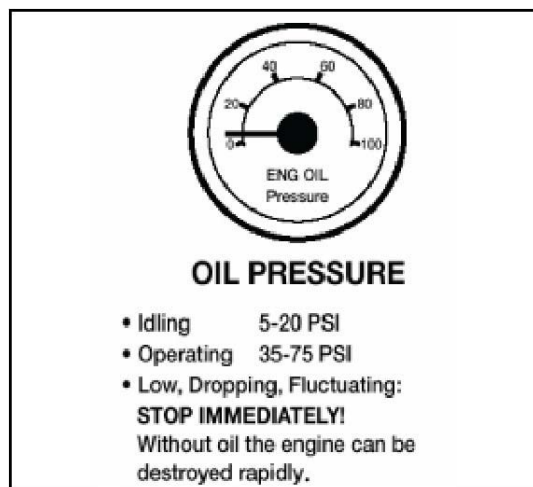 40 60
20 80
0 100
ENG OIL
Pressure
OIL PRESSURE
• Idling 5-20 PSI
• Operating 35-75 PSI
• Low, Dropping, Fluctuating:
STOP IMMEDIATELY!
Without oil the engine can be
destroyed rapidly.